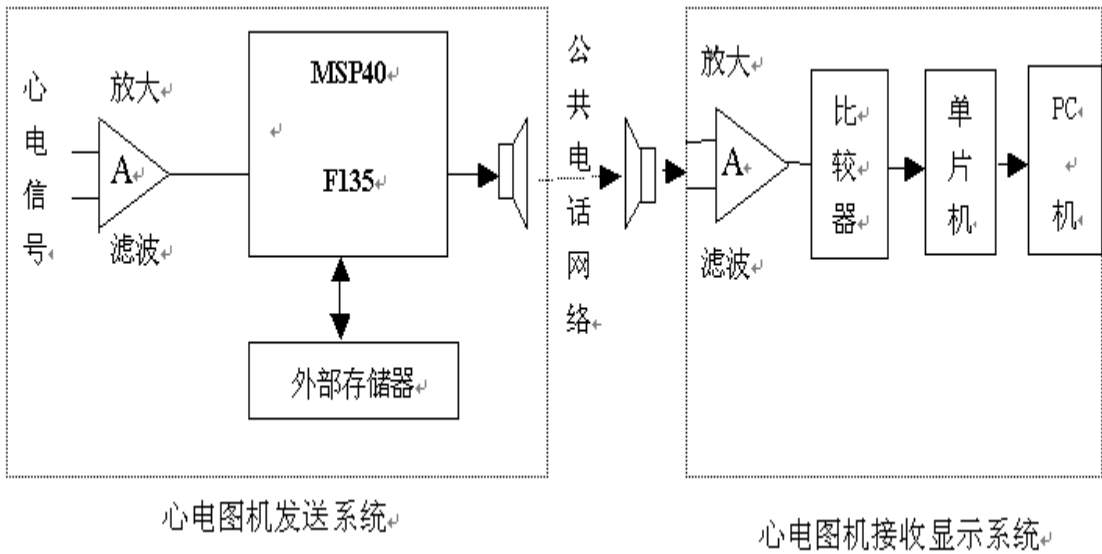 心电信号
放大
A
滤波
MSP40
F135
外部存储器
公共电话网络
放大
A
滤波
比较器
单片机
PC
机
心电图机发送系统
心电图机接收显示系统